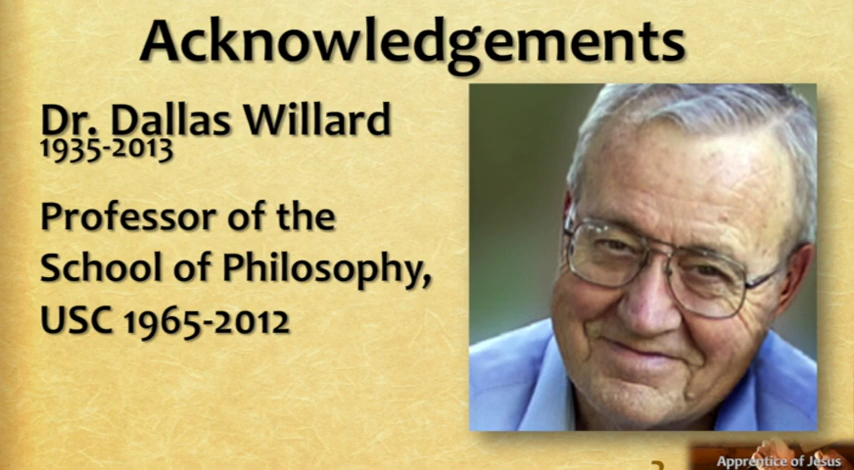 Acknowledgements
Dr. Dallas Willard
1935-2013
Professor of the
School of Philosophy,
USC 1965-2012
Apprentice of Jesus